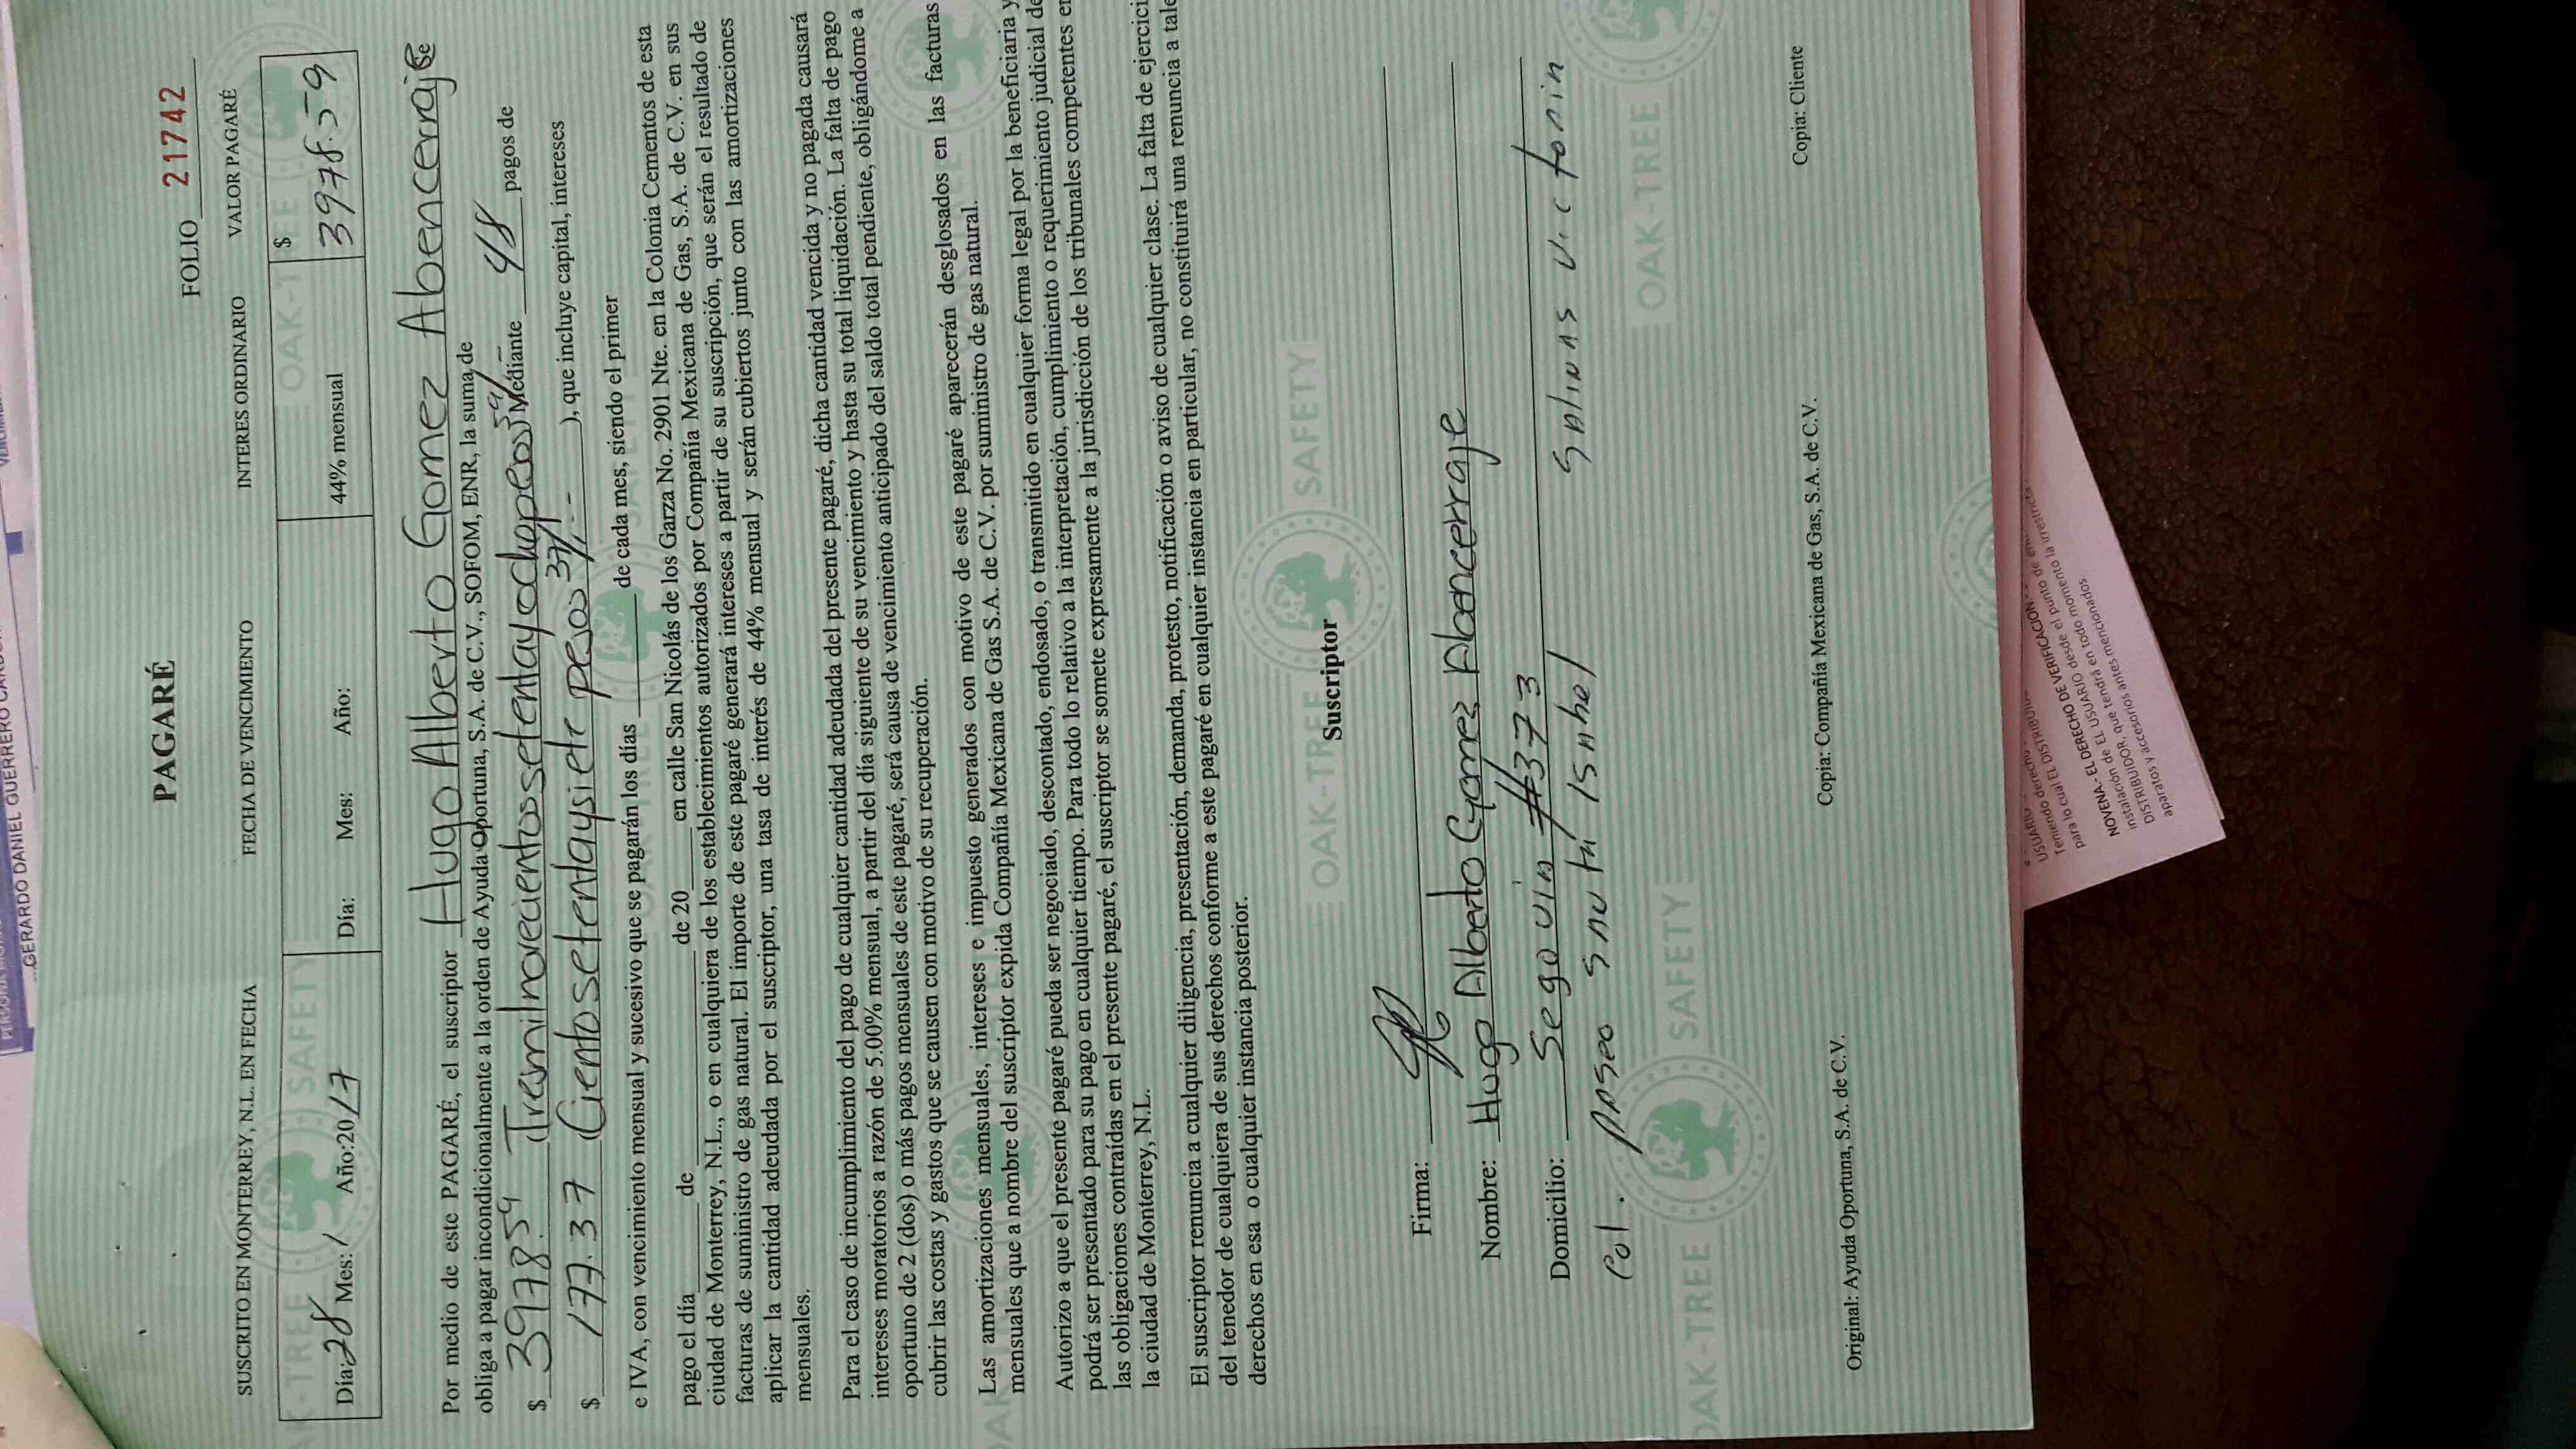 GERARDO DANIEL GUERRERO
PAGARÉ
FOLIO 21742
SUSCRITO EN MONTERREY, N.L. EN FECHA FECHA DE VENCIMIENTO INTERES ORDINARIO VALOR PAGARÉ
Día: 28 Mes: 1 Año:2017 Día: Mes: Año: 44% mensual $ 3978.59
Por medio de este PAGARÉ, el suscriptor Hugo Alberto Gomez Abencerraje se
obliga a pagar incondicionalmente a la orden de Ayuda Oportuna, S.A. de C.V., SOFOM, ENR, la suma de
$ 3978.59 (Tresmilnovecientossetentayochopesos 59/ Mediante 48 pagos de
$ 177.37 (Cientosetentaysiete pesos 37/.-- ), que incluye capital, intereses
e IVA, con vencimiento mensual y sucesivo que se pagarán los días de cada mes, siendo el primer
pago el día de de 20 en calle San Nicolás de los Garza No. 2901 Nte. en la Colonia Cementos de esta
ciudad de Monterrey, N.L., o en cualquiera de los establecimientos autorizados por Compañía Mexicana de Gas, S.A. de C.V. en sus
facturas de suministro de gas natural. El importe de este pagaré generará intereses a partir de su suscripción, que serán el resultado de
aplicar la cantidad adeudada por el suscriptor, una tasa de interés de 44% mensual y serán cubiertos junto con las amortizaciones
mensuales.
Para el caso de incumplimiento del pago de cualquier cantidad adeudada del presente pagaré, dicha cantidad vencida y no pagada causará
intereses moratorios a razón de 5.00% mensual, a partir del día siguiente de su vencimiento y hasta su total liquidación. La falta de pago
oportuno de 2 (dos) o más pagos mensuales de este pagaré, será causa de vencimiento anticipado del saldo total pendiente, obligándome a
cubrir las costas y gastos que se causen con motivo de su recuperación.
Las amortizaciones mensuales, intereses e impuesto generados con motivo de este pagaré aparecerán desglosados en las facturas
mensuales que a nombre del suscriptor expida Compañía Mexicana de Gas S.A. de C.V. por suministro de gas natural.
Autorizo a que el presente pagaré pueda ser negociado, descontado, endosado, o transmitido en cualquier forma legal por la beneficiaria y
podrá ser presentado para su pago en cualquier tiempo. Para todo lo relativo a la interpretación, cumplimiento o requerimiento judicial de
las obligaciones contraídas en el presente pagaré, el suscriptor se somete expresamente a la jurisdicción de los tribunales competentes en
la ciudad de Monterrey, N.L.
El suscriptor renuncia a cualquier diligencia, presentación, demanda, protesto, notificación o aviso de cualquier clase. La falta de ejercici
del tenedor de cualquiera de sus derechos conforme a este pagaré en cualquier instancia en particular, no constituirá una renuncia a tale
derechos en esa o cualquier instancia posterior.
Suscriptor
Firma:
Nombre: Hugo Alberto Gomez Abencerraje
Domicilio: Segovia #373
Col. Paseo Santa Isabel Salinas Victoria
Original: Ayuda Oportuna, S.A. de C.V. Copia: Compañía Mexicana de Gas, S.A. de C.V. Copia: Cliente
OAK-TREE SAFETY
USUARIO EL DERECHO DE VERIFICACION.-
Teniendo derecho
para lo cual EL DISTRIBUIDOR
NOVENA.- EL DERECHO DE
instalación de EL USUARIO desde el momento
DISTRIBUIDOR, que tendrá en todo momento la irrestricta
aparatos y accesorios antes mencionados